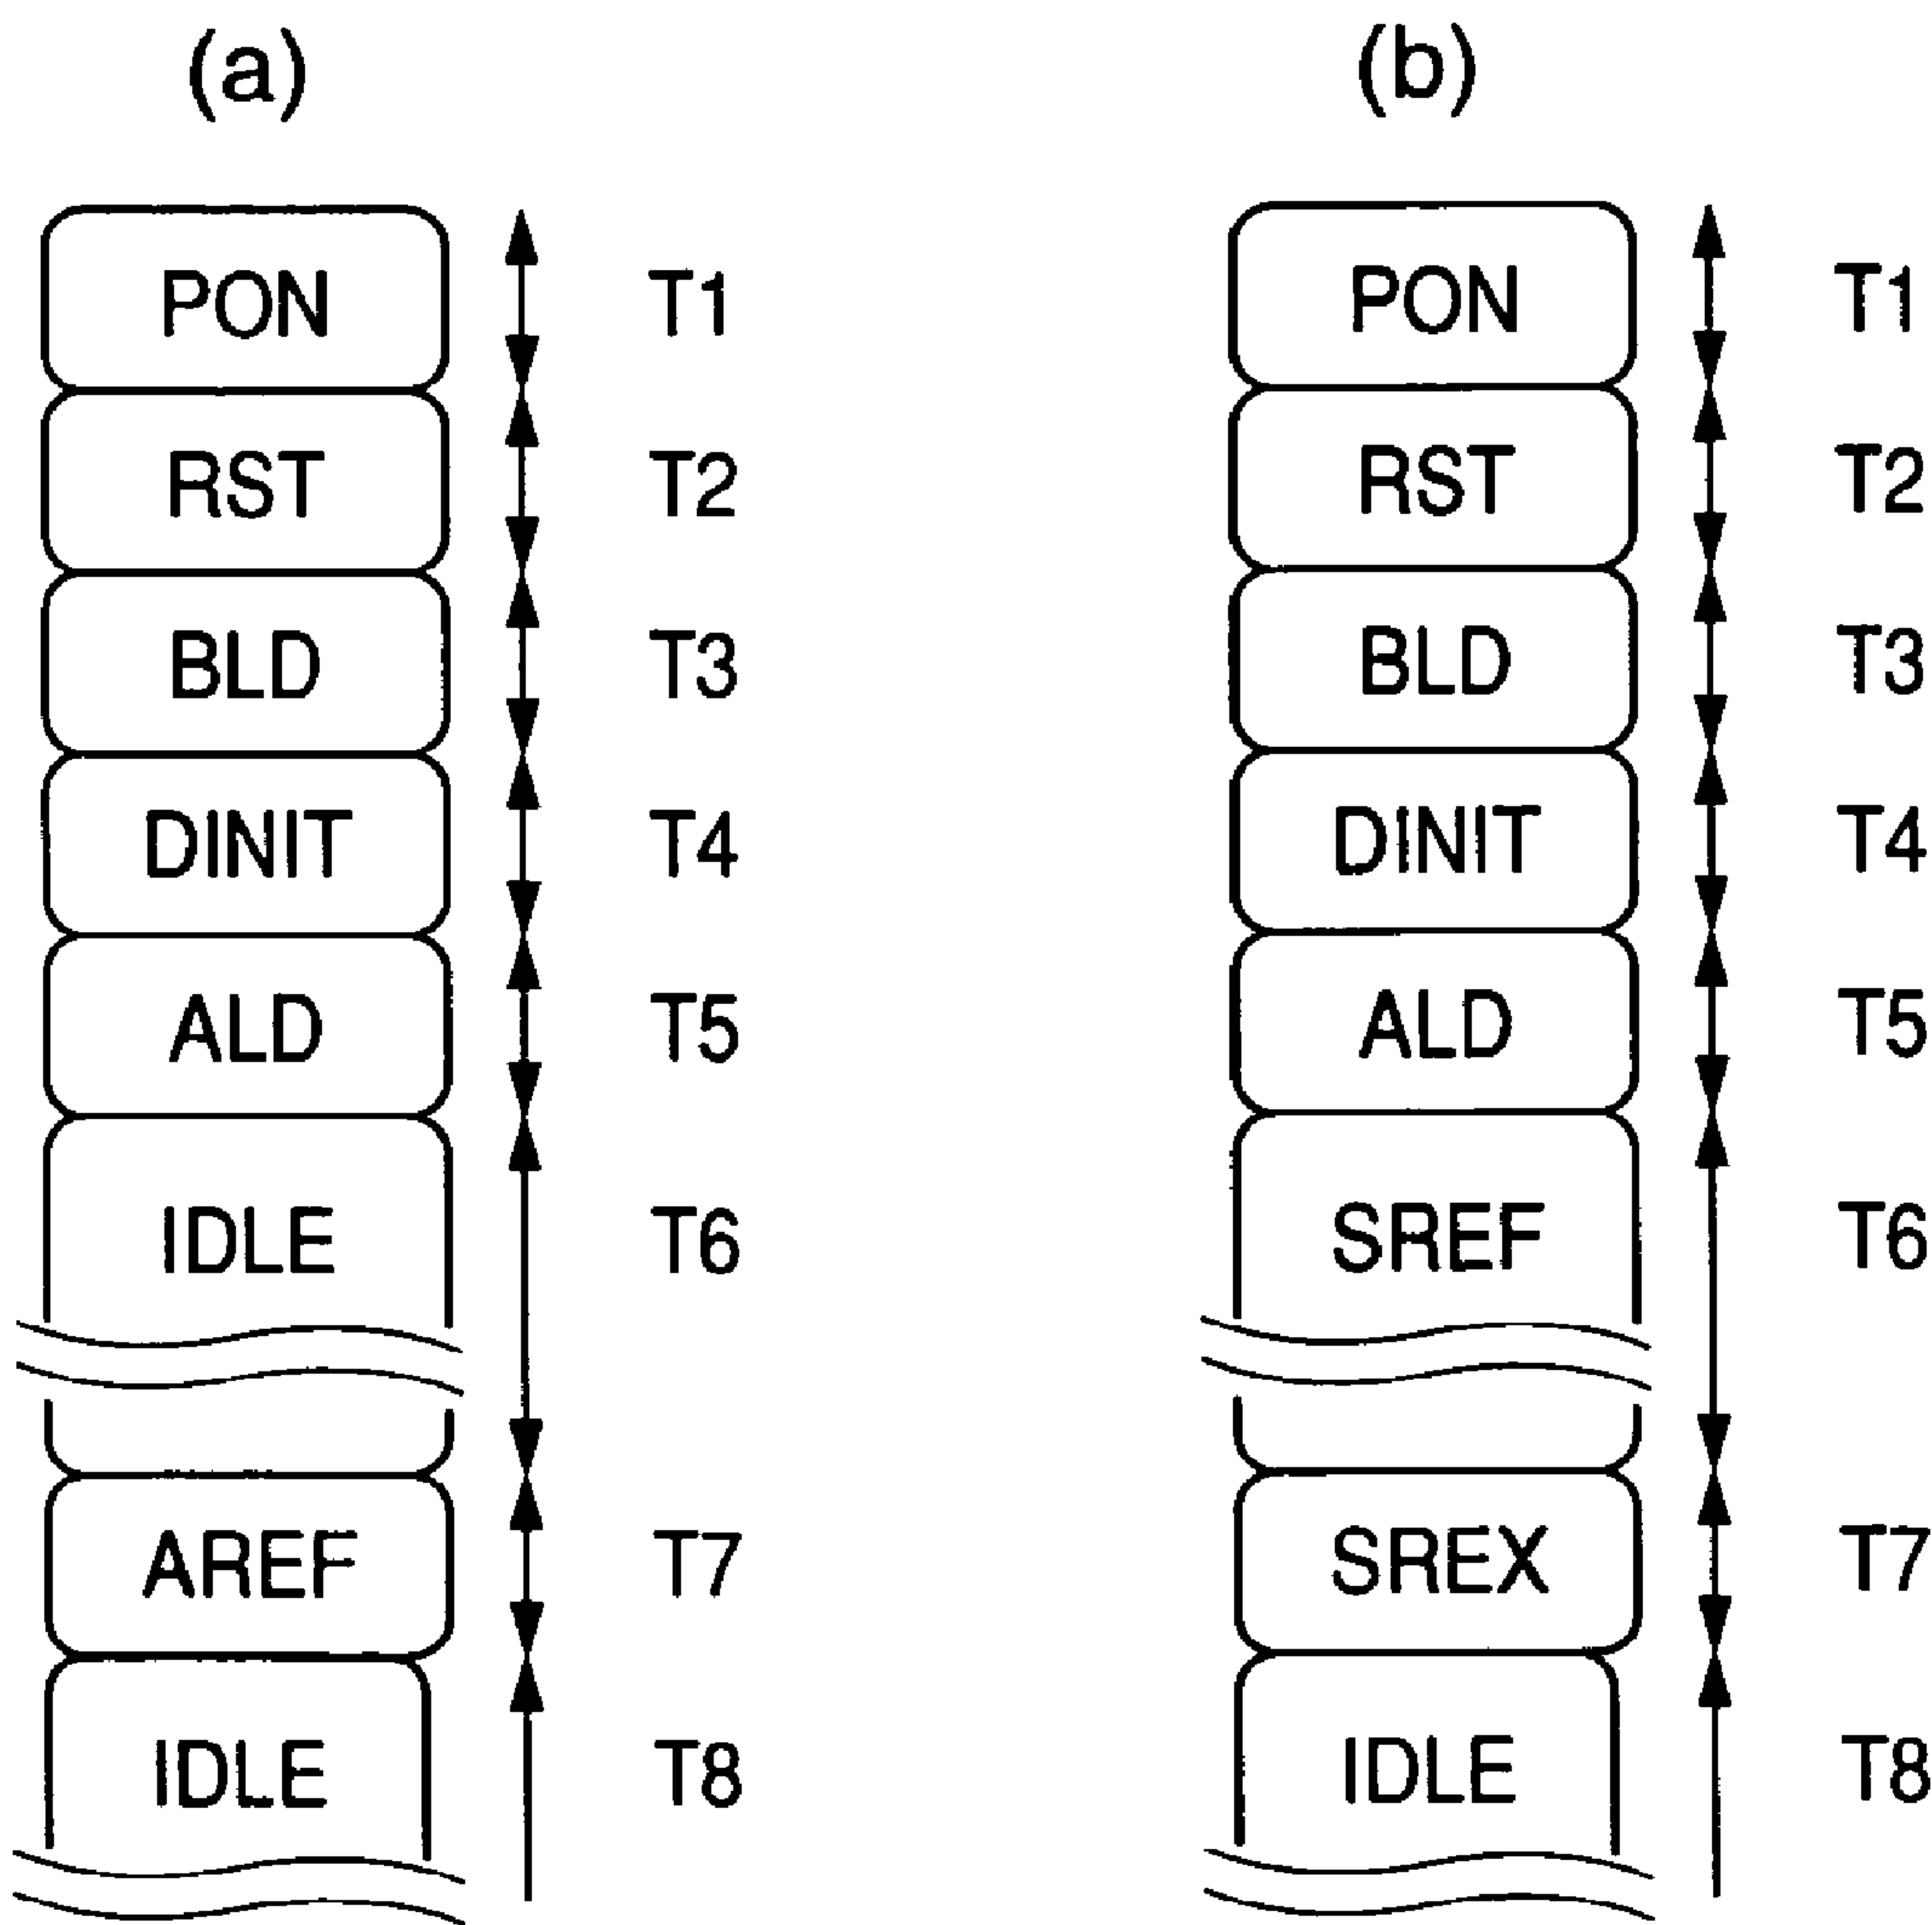 (a)
PON T1
RST T2
BLD T3
DINIT T4
ALD T5
IDLE T6
AREF T7
IDLE T8
(b)
PON T1
RST T2
BLD T3
DINIT T4
ALD T5
SREF T6
SREX T7
IDLE T8